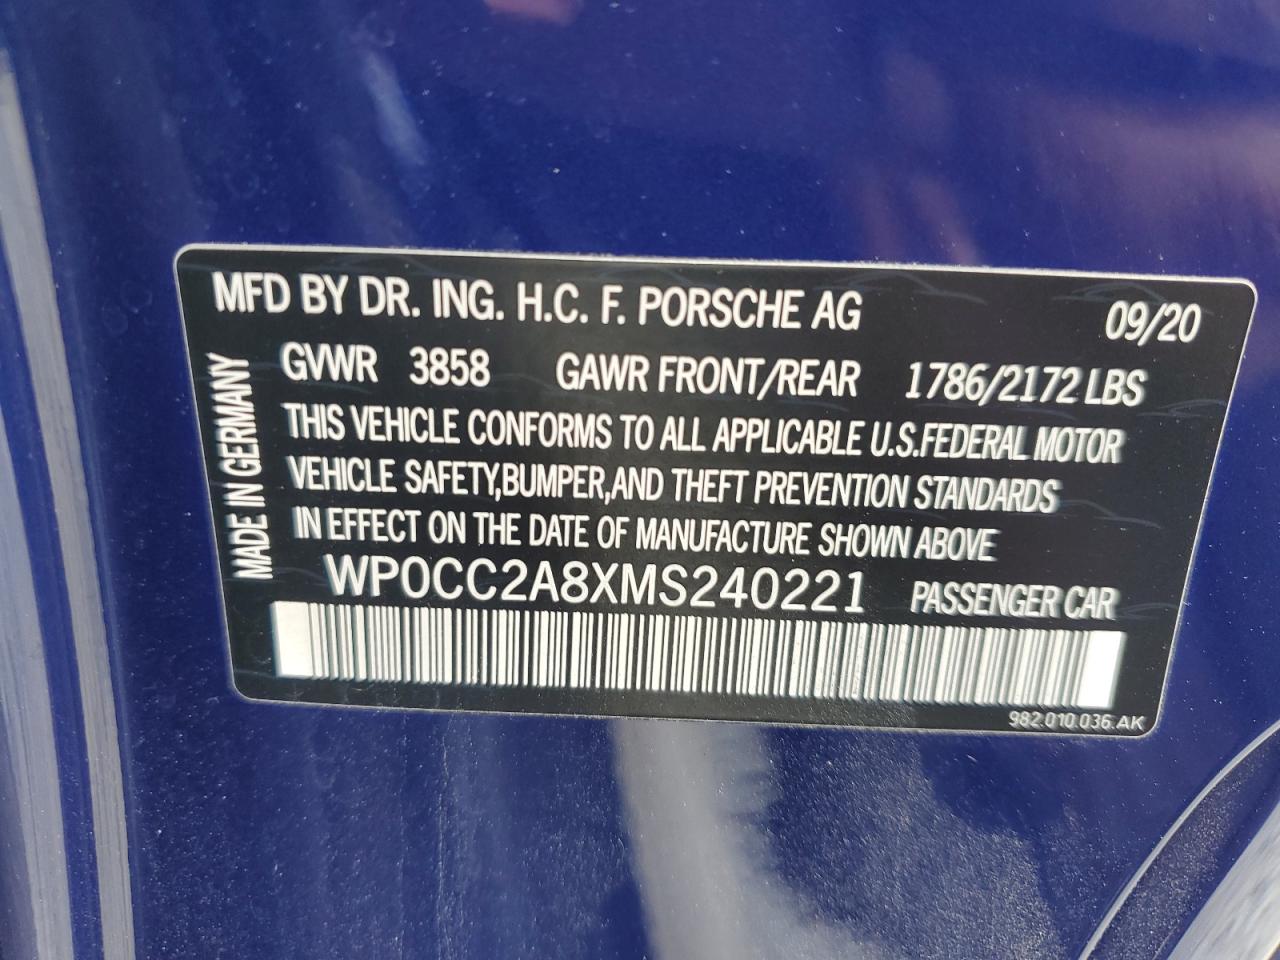 MFD BY DR. ING. H.C. F. PORSCHE AG 09/20
GVWR 3858 GAWR FRONT/REAR 1786/2172 LBS
THIS VEHICLE CONFORMS TO ALL APPLICABLE U.S.FEDERAL MOTOR
VEHICLE SAFETY,BUMPER,AND THEFT PREVENTION STANDARDS
IN EFFECT ON THE DATE OF MANUFACTURE SHOWN ABOVE
WP0CC2A8XMS240221 PASSENGER CAR
982.010.036.AK
MADE IN GERMANY